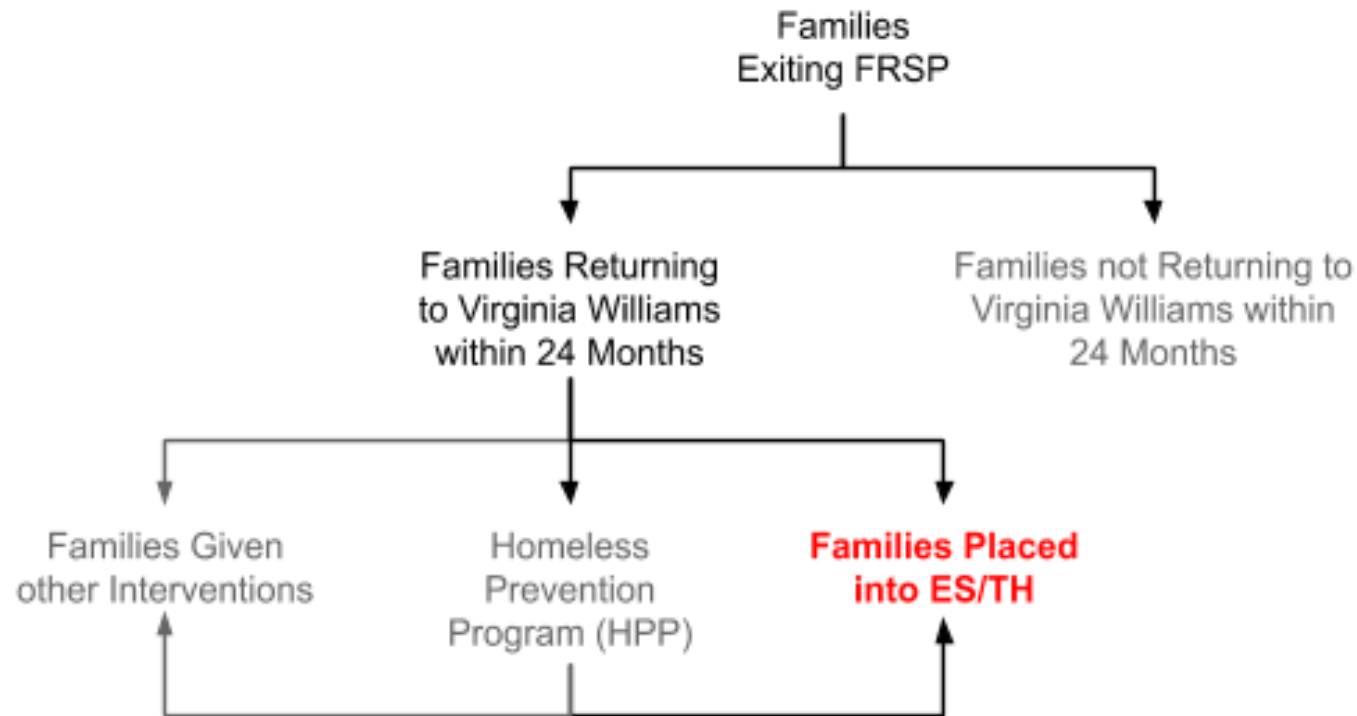 Families
Exiting FRSP
Families Returning
to Virginia Williams
within 24 Months
Families not Returning to
Virginia Williams within
24 Months
Families Given
other Interventions
Homeless
Prevention
Program (HPP)
Families Placed
into ES/TH